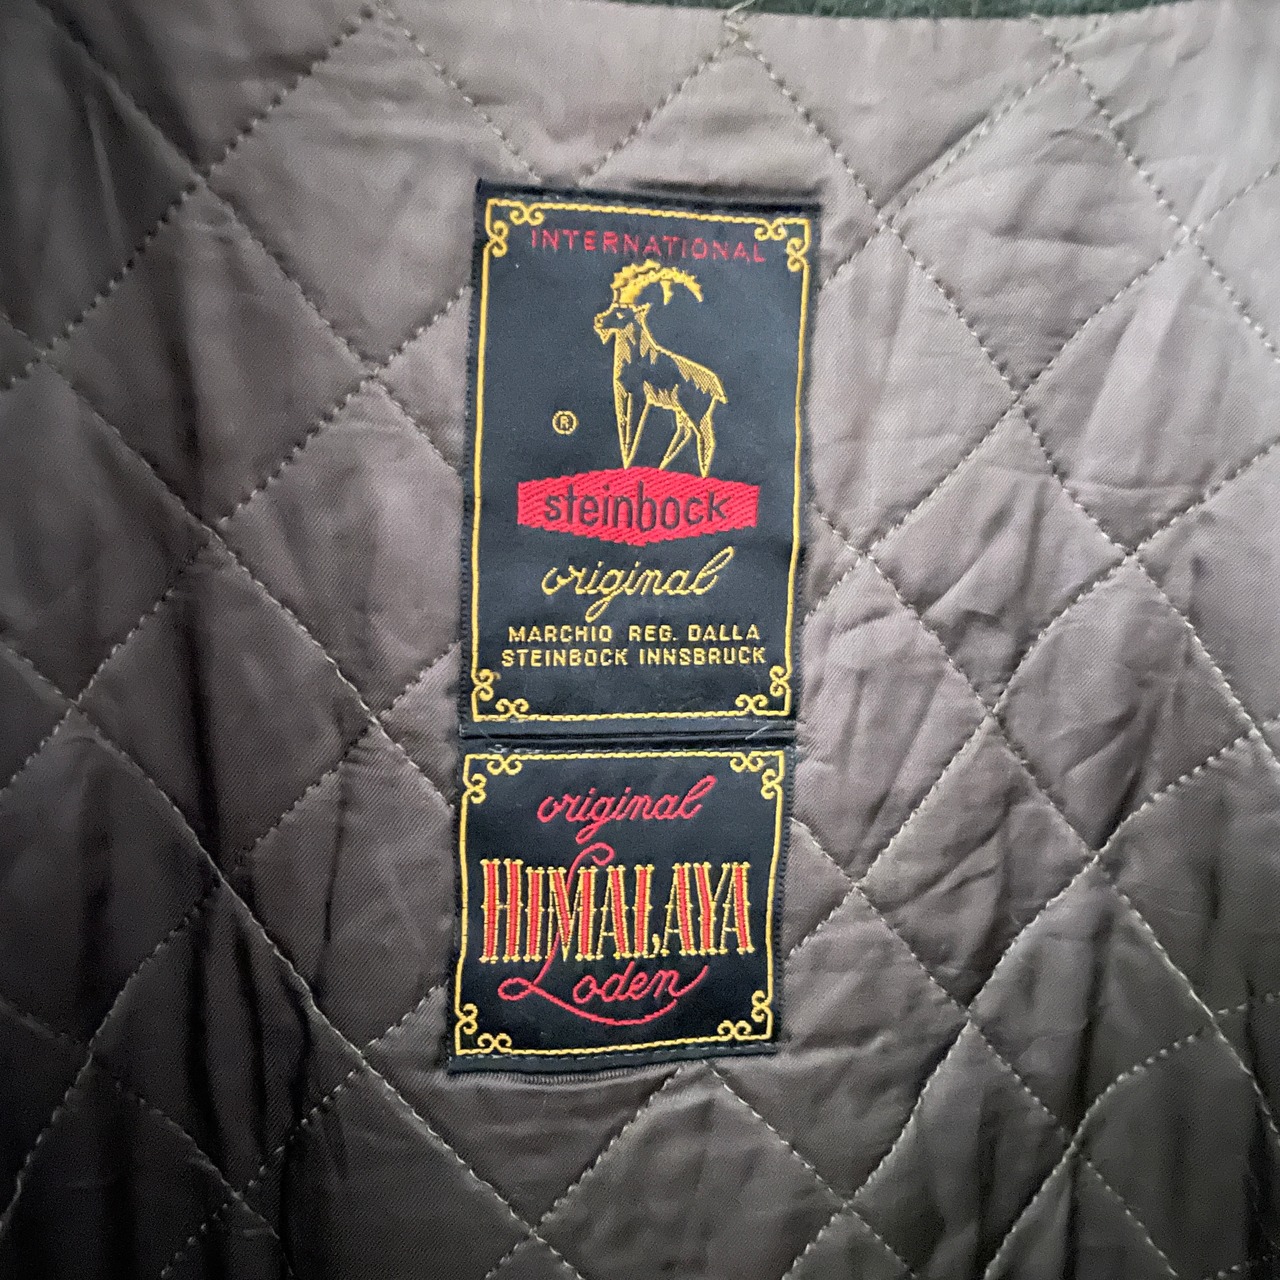 INTERNATIONAL
®
steinbock
original
MARCHIO REG. DALLA
STEINBOCK INNSBRUCK
original
HIMALAYA
Loden